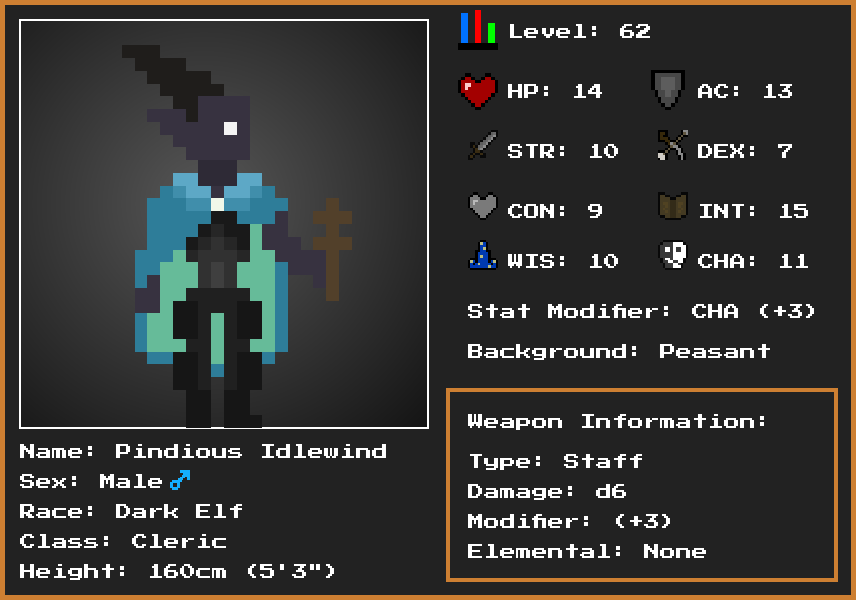 Level: 62
HP: 14 AC: 13
STR: 10 DEX: 7
CON: 9 INT: 15
WIS: 10 CHA: 11
Stat Modifier: CHA (+3)
Background: Peasant
Weapon Information:
Type: Staff
Damage: d6
Modifier: (+3)
Elemental: None
Name: Pindious Idlewind
Sex: Male♂
Race: Dark Elf
Class: Cleric
Height: 160cm (5'3")